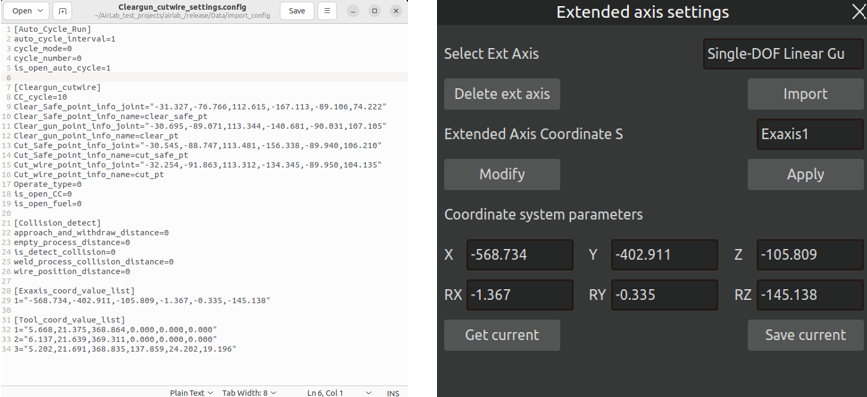 Open
Cleargun_cutwire_settings.config
~/AirLab_test_projects/airlab_/release/Data/import_config
Save
1 [Auto_Cycle_Run]
2 auto_cycle_interval=1
3 cycle_mode=0
4 cycle_number=0
5 is_open_auto_cycle=1
6
7 [Cleargun_cutwire]
8 CC_cycle=10
9 Clear_Safe_point_info_joint="-31.327,-76.766,112.615,-167.113,-89.106,74.222"
10 Clear_Safe_point_info_name=clear_safe_pt
11 Clear_gun_point_info_joint="-30.695,-89.071,113.344,-140.681,-90.031,107.105"
12 Clear_gun_point_info_name=clear_pt
13 Cut_Safe_point_info_joint="-30.545,-88.747,113.481,-156.338,-89.940,106.210"
14 Cut_Safe_point_info_name=cut_safe_pt
15 Cut_wire_point_info_joint="-32.254,-91.863,113.312,-134.345,-89.950,104.135"
16 Cut_wire_point_info_name=cut_pt
17 Operate_type=0
18 is_open_CC=0
19 is_open_fuel=0
20
21 [Collision_detect]
22 approach_and_withdraw_distance=0
23 empty_process_distance=0
24 is_detect_collision=0
25 weld_process_collision_distance=0
26 wire_position_distance=0
27
28 [Exaxis_coord_value_list]
29 1="-568.734,-402.911,-105.809,-1.367,-0.335,-145.138"
30
31 [Tool_coord_value_list]
32 1="5.668,21.375,368.864,0.000,0.000,0.000"
33 2="6.137,21.639,369.311,0.000,0.000,0.000"
34 3="5.202,21.691,368.835,137.859,24.202,19.196"
Plain Text Tab Width: 8 Ln 6, Col 1 INS
Extended axis settings
Select Ext Axis Single-DOF Linear Gu
Delete ext axis Import
Extended Axis Coordinate S Exaxis1
Modify Apply
Coordinate system parameters
X -568.734 Y -402.911 Z -105.809
RX -1.367 RY -0.335 RZ -145.138
Get current Save current